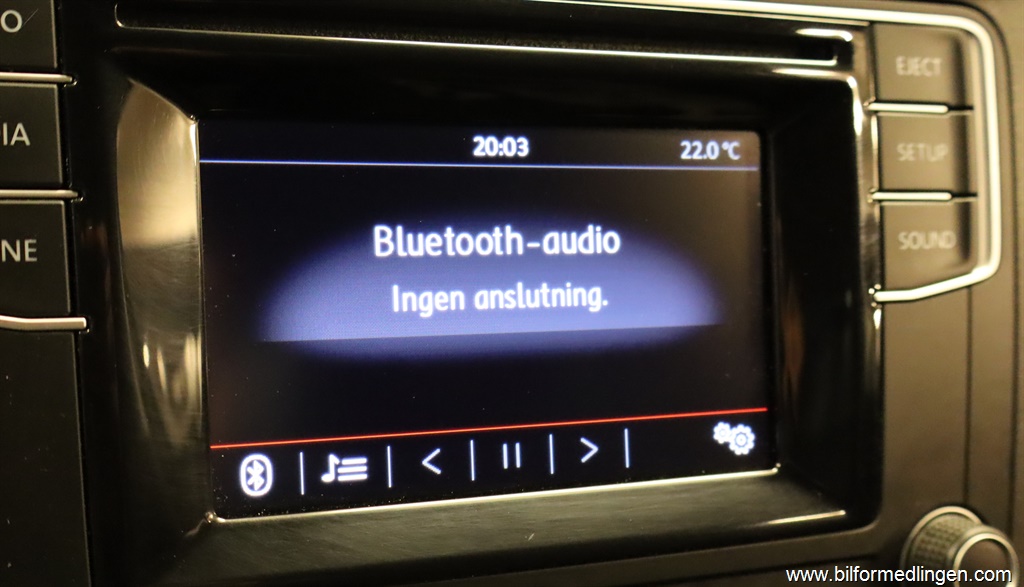 20:03
22.0 °C
Bluetooth-audio
Ingen anslutning.
EJECT
SETUP
SOUND
www.bilformedlingen.com